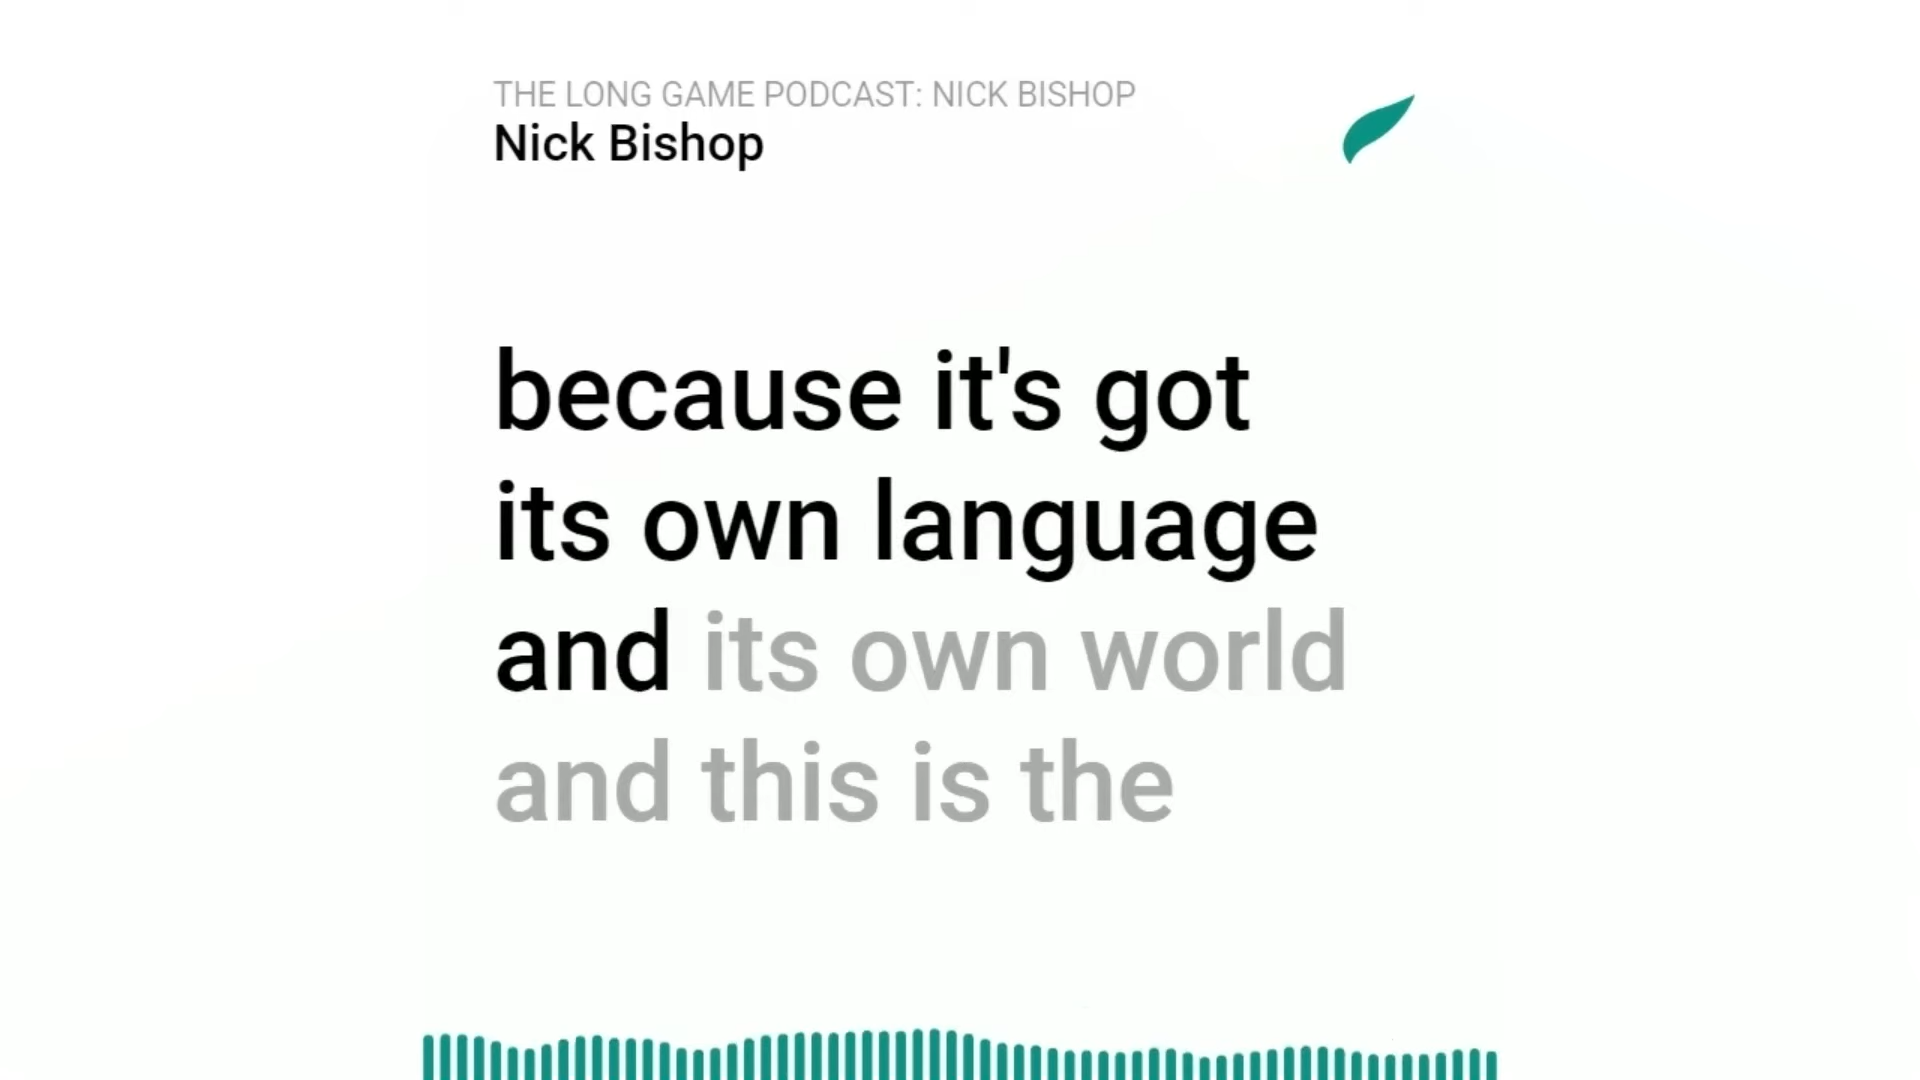 THE LONG GAME PODCAST: NICK BISHOP
Nick Bishop
because it's got
its own language
and its own world
and this is the